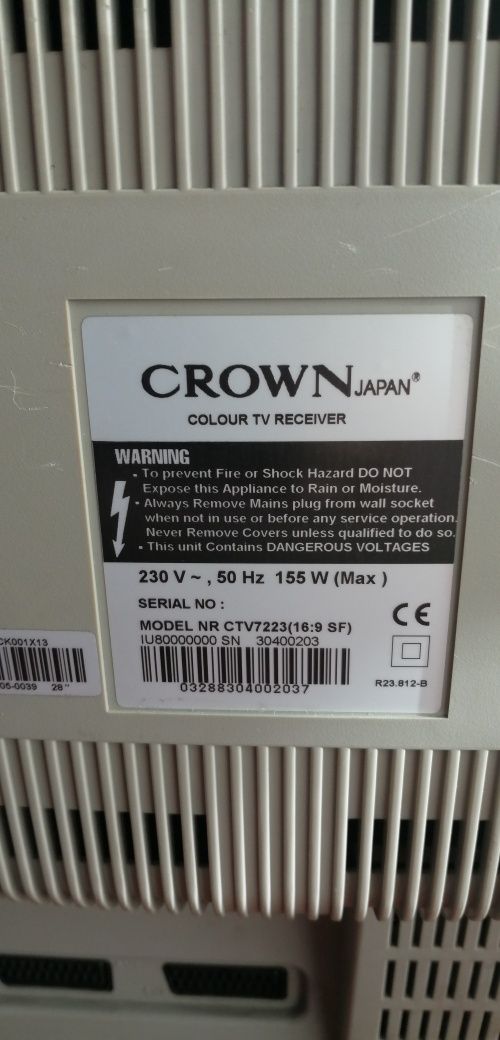 CROWN JAPAN®
COLOUR TV RECEIVER
WARNING
- To prevent Fire or Shock Hazard DO NOT
Expose this Appliance to Rain or Moisture.
- Always Remove Mains plug from wall socket
when not in use or before any service operation.
Never Remove Covers unless qualified to do so.
- This unit Contains DANGEROUS VOLTAGES
230 V ~ , 50 Hz 155 W (Max )
SERIAL NO :
MODEL NR CTV7223(16:9 SF)
IU80000000 SN 30400203
03288304002037
CE
R23.812-B
CK001X13
05-0039 28"